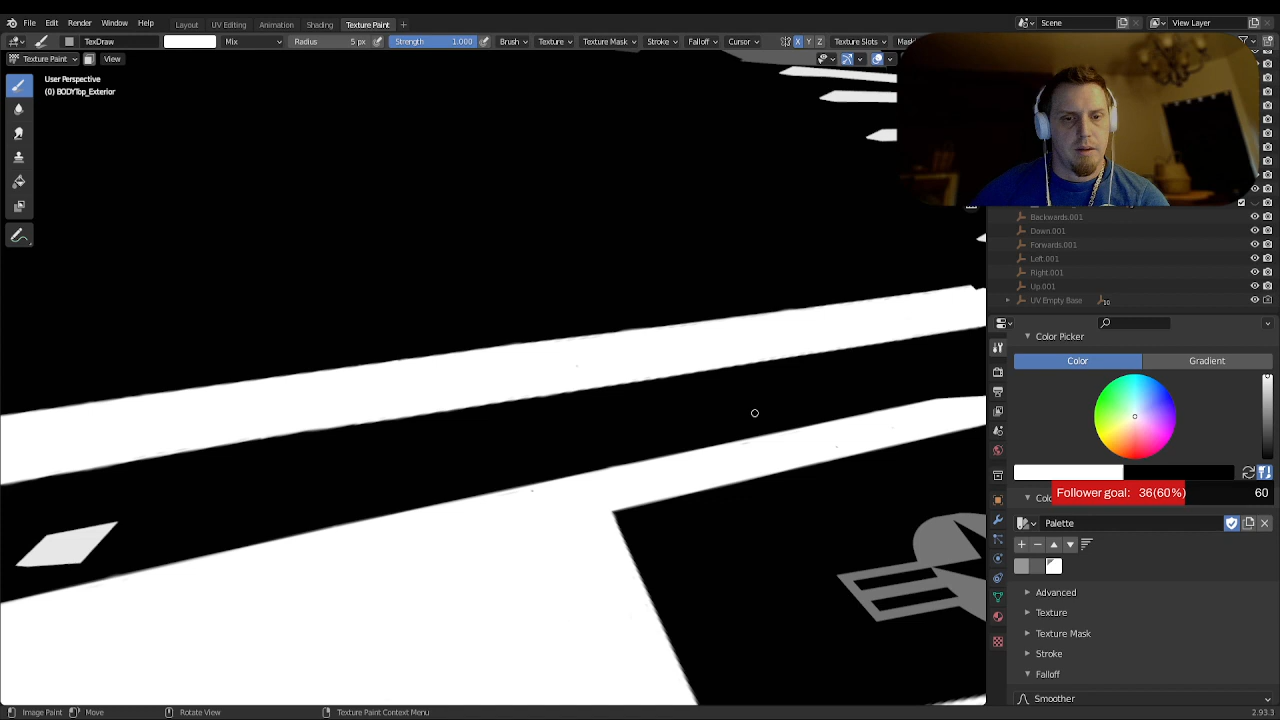 File Edit Render Window Help Layout UV Editing Animation Shading Texture Paint + Scene View Layer
TexDraw Mix Radius 5 px Strength 1.000 Brush Texture Texture Mask Stroke Falloff Cursor X Y Z Texture Slots Mask
Texture Paint View
User Perspective
(0) BODYTop_Exterior
Backwards.001
Down.001
Forwards.001
Left.001
Right.001
Up.001
UV Empty Base 10
Color Picker
Color Gradient
Follower goal: 36(60%) 60
Palette
Advanced
Texture
Texture Mask
Stroke
Falloff
Smoother
Image Paint Move Rotate View Texture Paint Context Menu 2.93.3